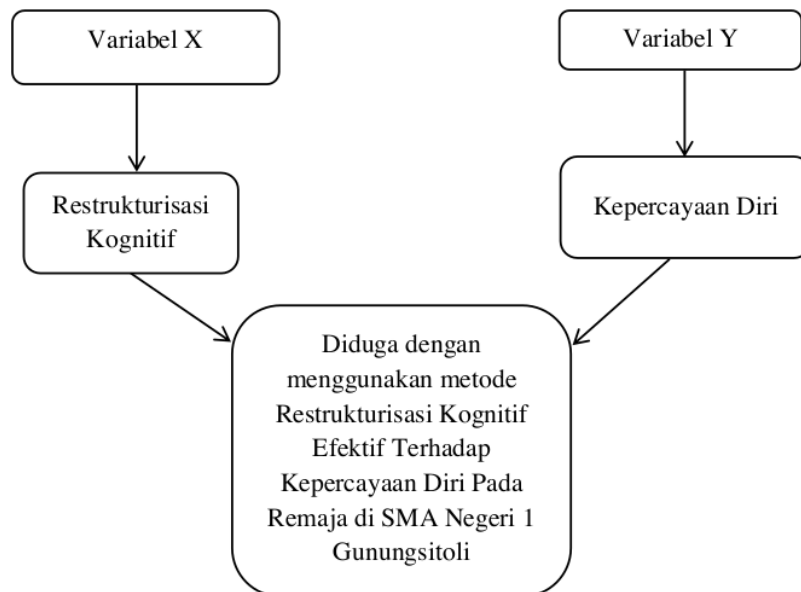 Variabel X
Variabel Y
Restrukturisasi
Kognitif
Kepercayaan Diri
Diduga dengan
menggunakan metode
Restrukturisasi Kognitif
Efektif Terhadap
Kepercayaan Diri Pada
Remaja di SMA Negeri 1
Gunungsitoli